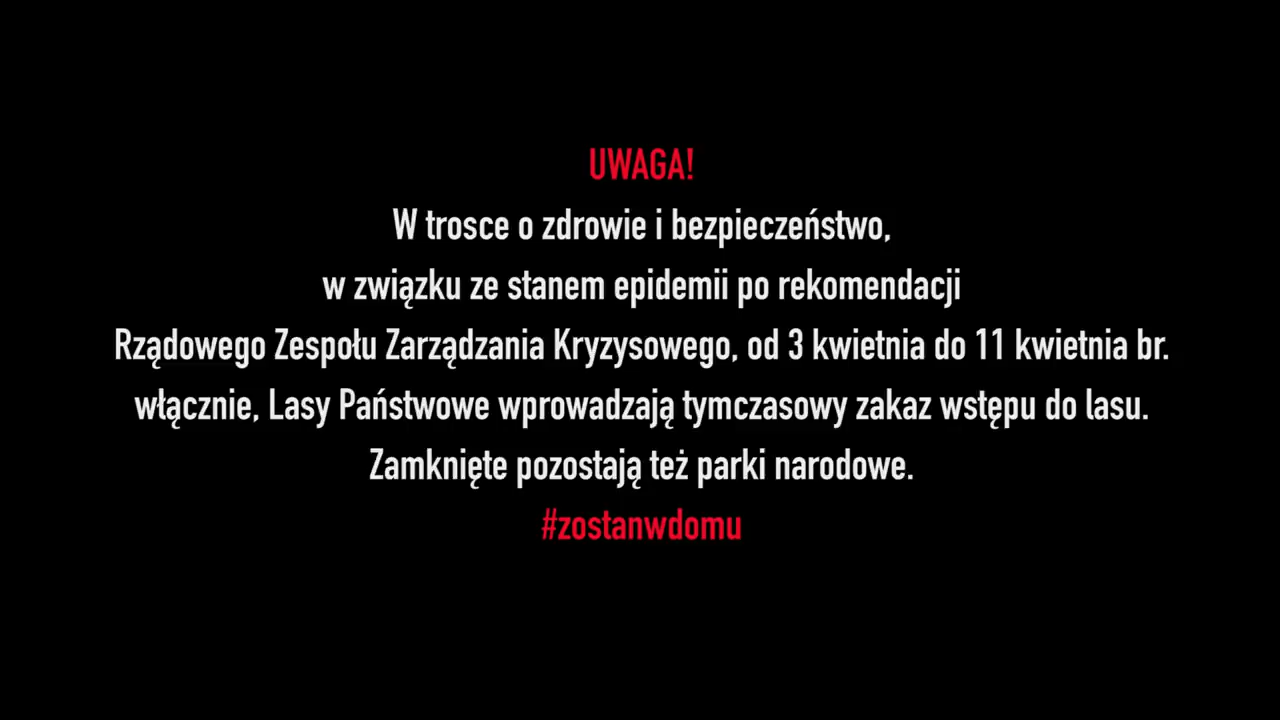 UWAGA!
W trosce o zdrowie i bezpieczeństwo,
w związku ze stanem epidemii po rekomendacji
Rządowego Zespołu Zarządzania Kryzysowego, od 3 kwietnia do 11 kwietnia br.
włącznie, Lasy Państwowe wprowadzają tymczasowy zakaz wstępu do lasu.
Zamknięte pozostają też parki narodowe.
#zostanwdomu